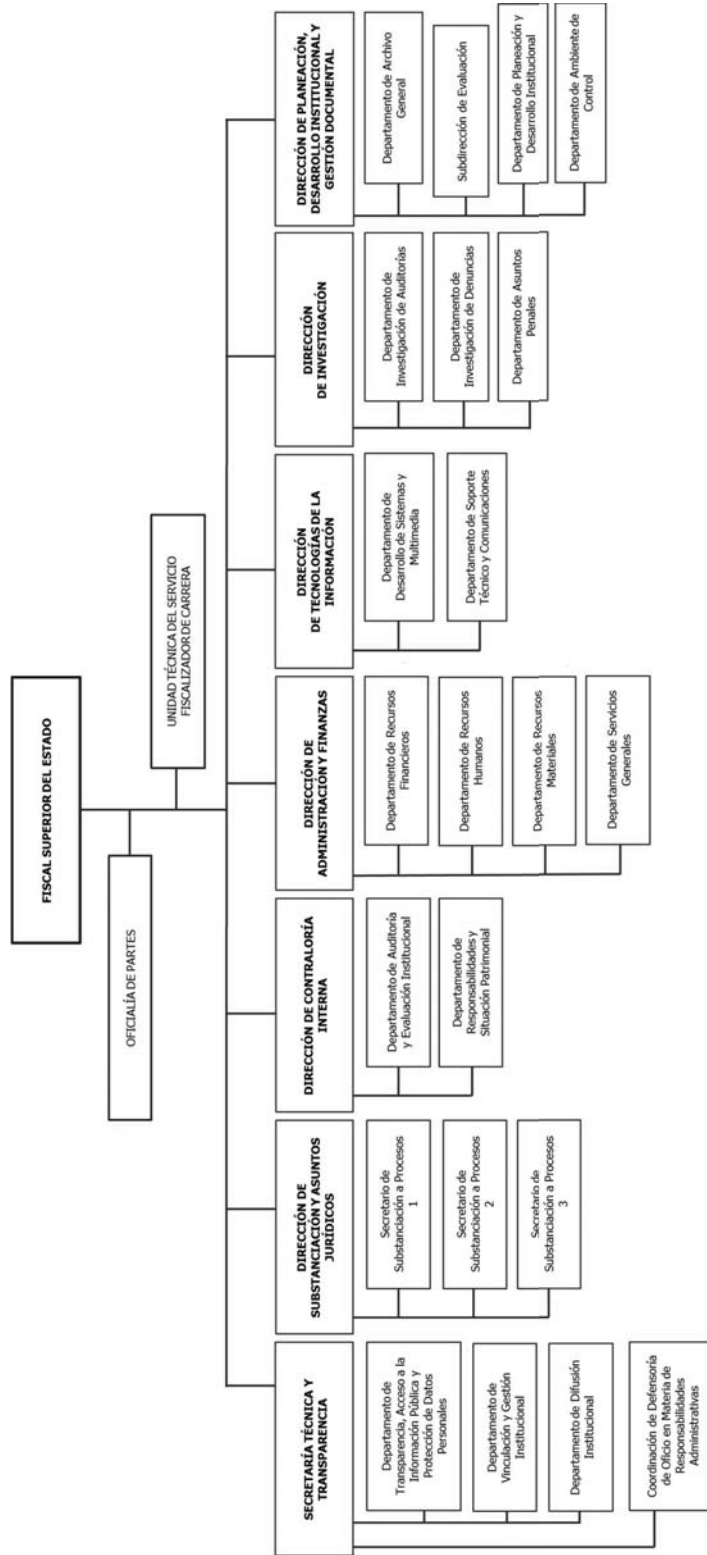 FISCAL SUPERIOR DEL ESTADO
OFICIALÍA DE PARTES
UNIDAD TÉCNICA DEL SERVICIO
FISCALIZADOR DE CARRERA
SECRETARÍA TÉCNICA Y
TRANSPARENCIA
Departamento de
Transparencia, Acceso a la
Información Pública y
Protección de Datos
Personales
Departamento de
Vinculación y Gestión
Institucional
Departamento de Difusión
Institucional
Coordinación de Defensoría
de Oficio en Materia de
Responsabilidades
Administrativas
DIRECCIÓN DE
SUBSTANCIACIÓN Y ASUNTOS
JURÍDICOS
Secretario de
Substanciación a Procesos
1
Secretario de
Substanciación a Procesos
2
Secretario de
Substanciación a Procesos
3
DIRECCIÓN DE CONTRALORÍA
INTERNA
Departamento de Auditoría
y Evaluación Institucional
Departamento de
Responsabilidades y
Situación Patrimonial
DIRECCIÓN DE
ADMINISTRACIÓN Y FINANZAS
Departamento de Recursos
Financieros
Departamento de Recursos
Humanos
Departamento de Recursos
Materiales
Departamento de Servicios
Generales
DIRECCIÓN
DE TECNOLOGÍAS DE LA
INFORMACIÓN
Departamento de
Desarrollo de Sistemas y
Multimedia
Departamento de Soporte
Técnico y Comunicaciones
DIRECCIÓN
DE INVESTIGACIÓN
Departamento de
Investigación de Auditorías
Departamento de
Investigación de Denuncias
Departamento de Asuntos
Penales
DIRECCIÓN DE PLANEACIÓN,
DESARROLLO INSTITUCIONAL Y
GESTIÓN DOCUMENTAL
Departamento de Archivo
General
Subdirección de Evaluación
Departamento de Planeación y
Desarrollo Institucional
Departamento de Ambiente de
Control